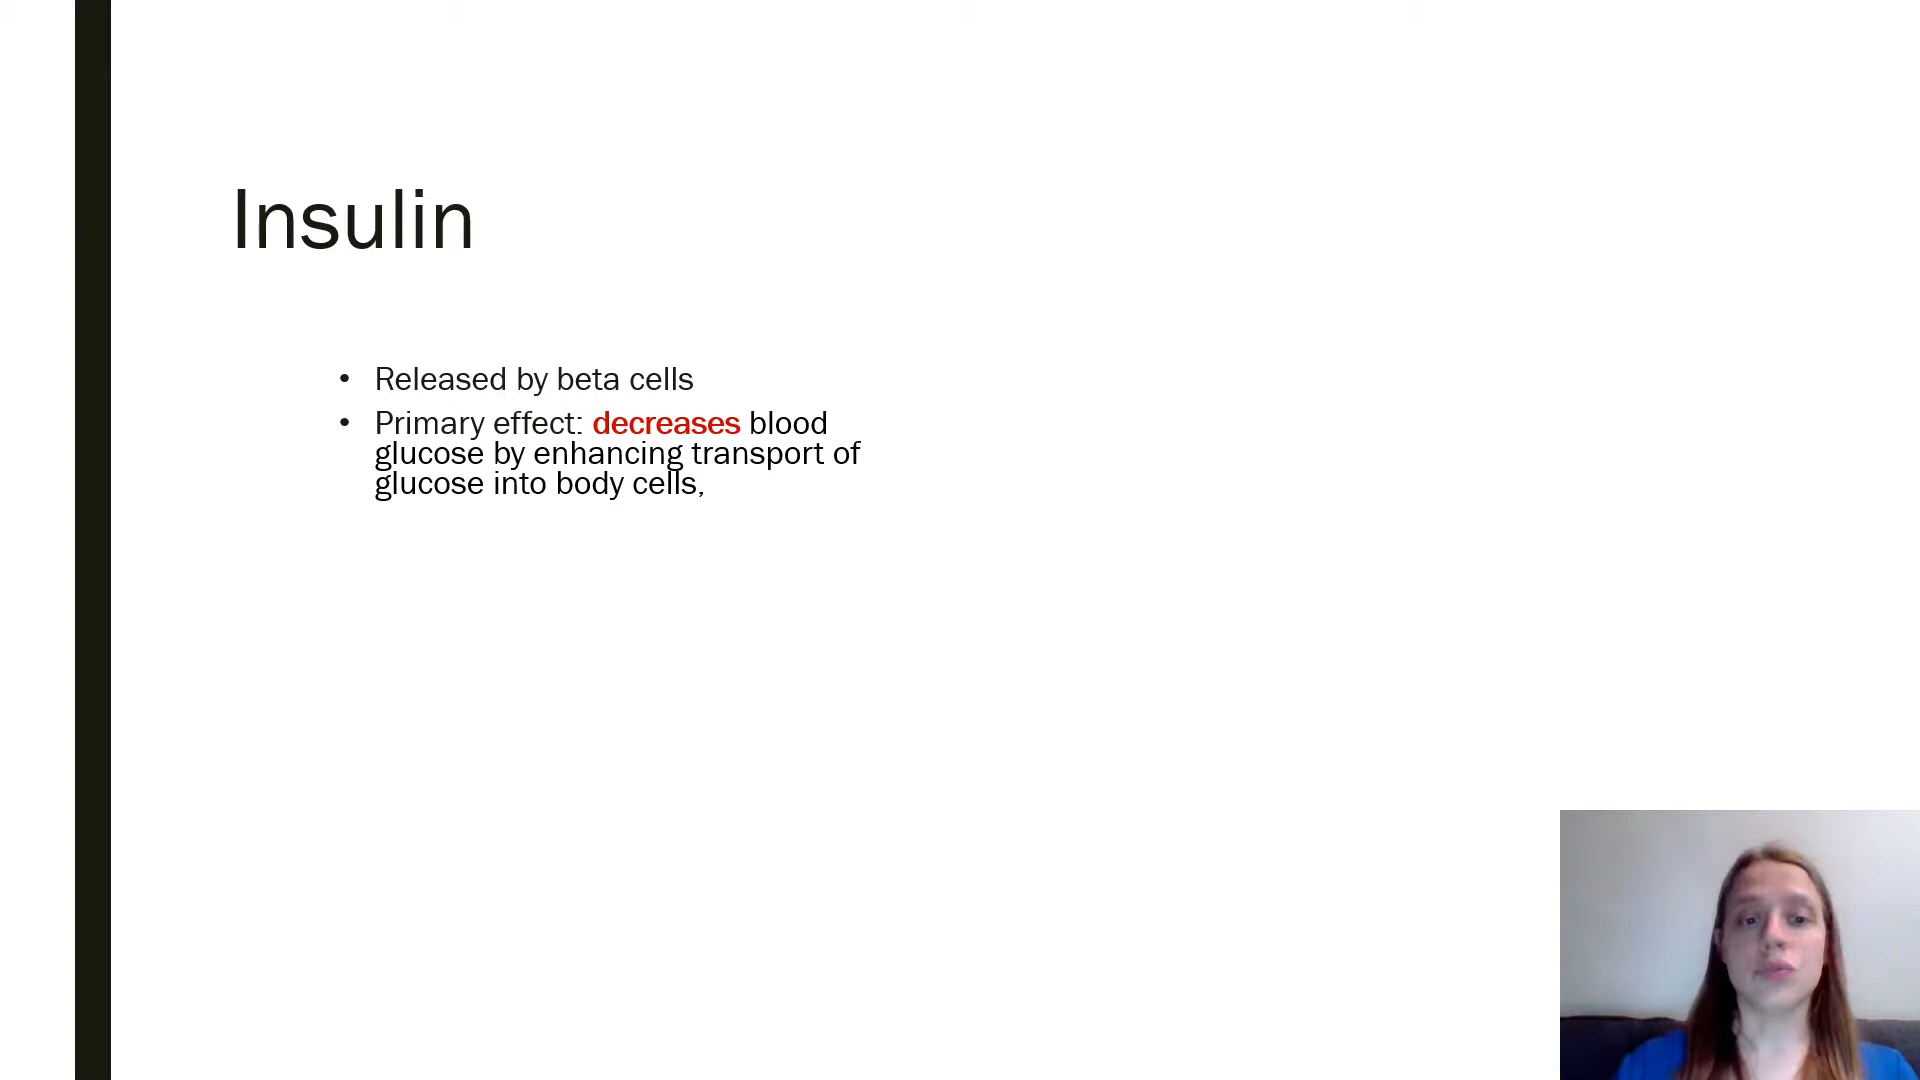 Insulin
• Released by beta cells
• Primary effect: decreases blood
glucose by enhancing transport of
glucose into body cells,